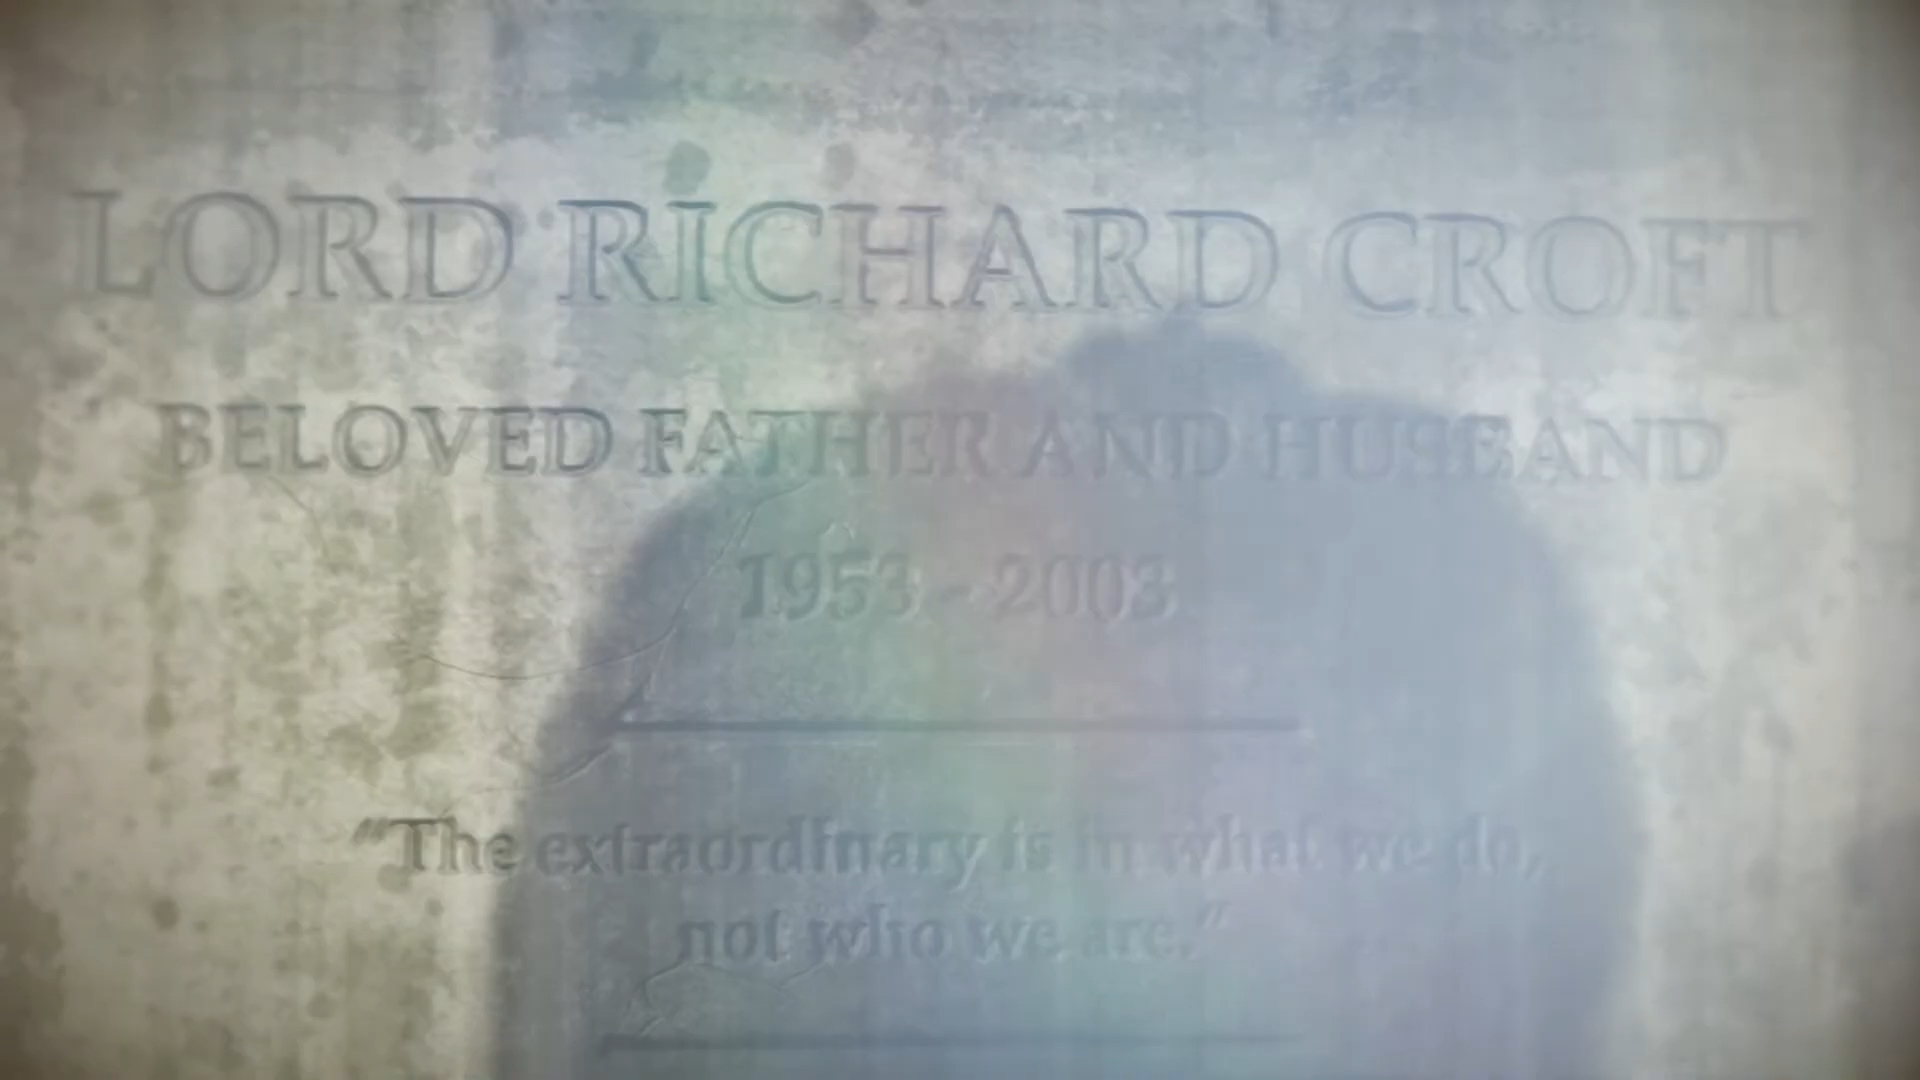 LORD RICHARD CROFT
BELOVED FATHER AND HUSBAND
1953 - 2003
“The extraordinary is in what we do,
not who we are.”